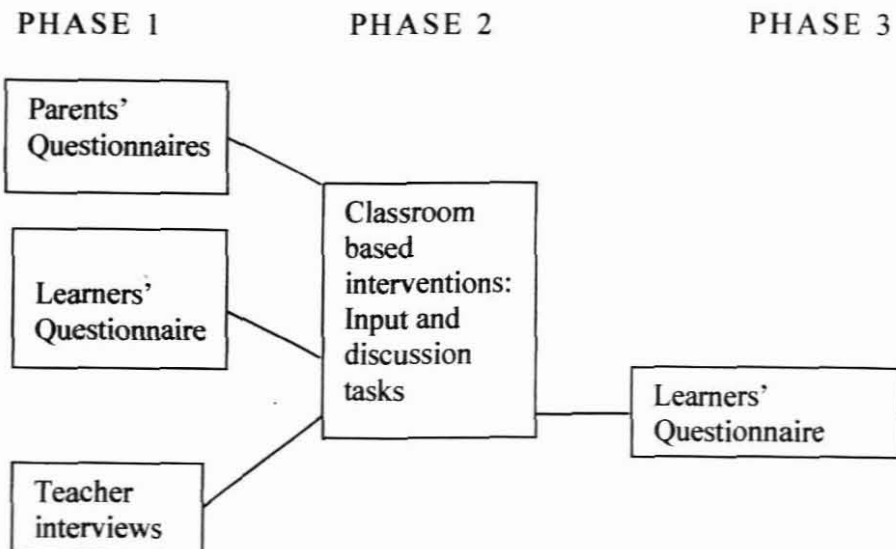 PHASE 1 PHASE 2 PHASE 3
Parents'
Questionnaires
Learners'
Questionnaire
Teacher
interviews
Classroom
based
interventions:
Input and
discussion
tasks
Learners'
Questionnaire